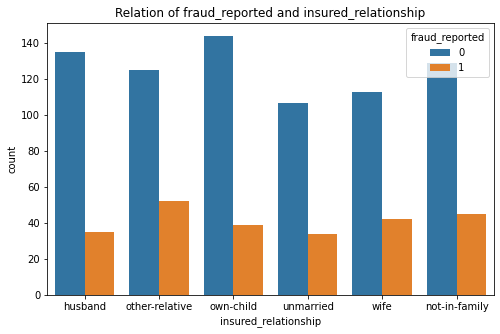 Relation of fraud_reported and insured_relationship
fraud_reported
0
1
count
140
120
100
80
60
40
20
0
husband other-relative own-child unmarried wife not-in-family
insured_relationship